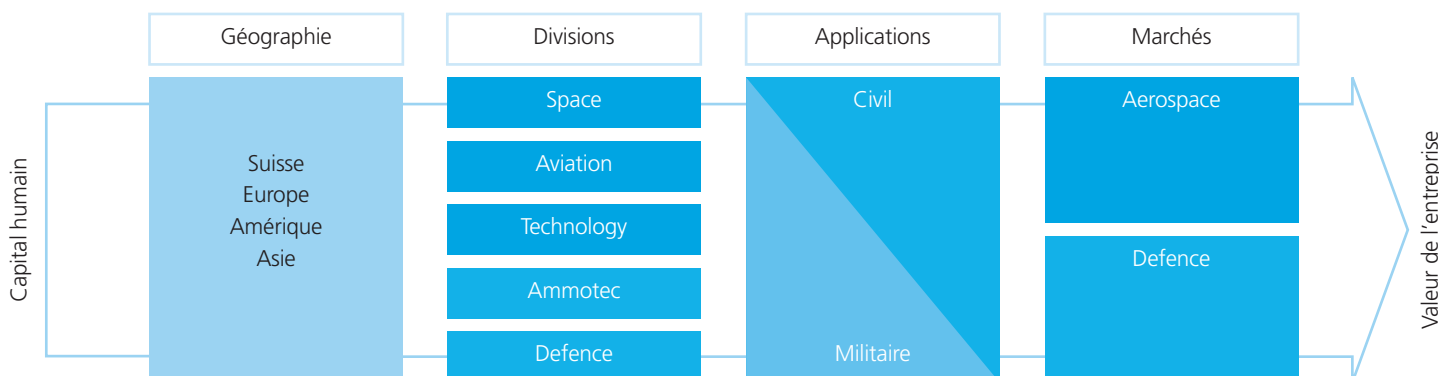 Géographie
Divisions
Applications
Marchés
Capital humain
Suisse
Europe
Amérique
Asie
Space
Aviation
Technology
Ammotec
Defence
Civil
Militaire
Aerospace
Defence
Valeur de l'entreprise